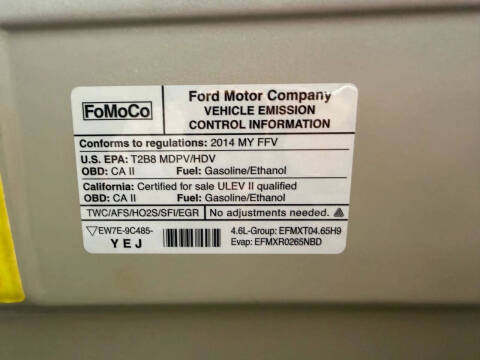 FoMoCo
Ford Motor Company
VEHICLE EMISSION
CONTROL INFORMATION
Conforms to regulations: 2014 MY FFV
U.S. EPA: T2B8 MDPV/HDV
OBD: CA II Fuel: Gasoline/Ethanol
California: Certified for sale ULEV II qualified
OBD: CA II Fuel: Gasoline/Ethanol
TWC/AFS/HO2S/SFI/EGR No adjustments needed.
EW7E-9C485-
YEJ
4.6L-Group: EFMXT04.65H9
Evap: EFMXR0265NBD